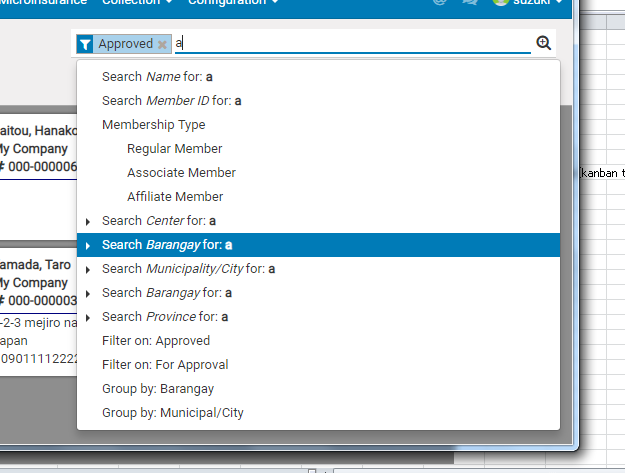 Microinsurance Collection Configuration suzuki
Approved × a
Search Name for: a
Search Member ID for: a
Membership Type
Regular Member
Associate Member
Affiliate Member
Search Center for: a
Search Barangay for: a
Search Municipality/City for: a
Search Barangay for: a
Search Province for: a
Filter on: Approved
Filter on: For Approval
Group by: Barangay
Group by: Municipal/City
aitou, Hanako
My Company
# 000-000006
amada, Taro
My Company
# 000-000003
-2-3 mejiro na
apan
09011112222
kanban t